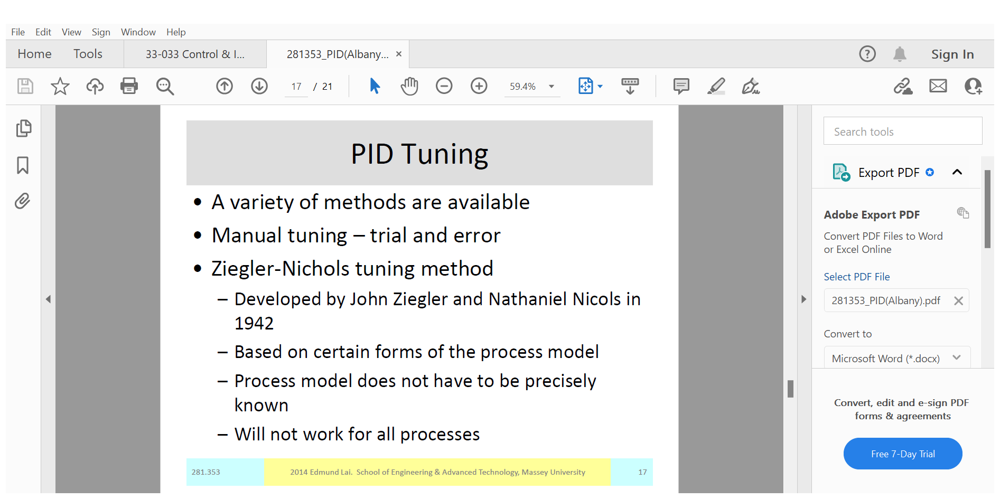 File Edit View Sign Window Help
Home Tools 33-033 Control & I... 281353_PID(Albany... × ? Sign In
17 / 21 59.4%
PID Tuning
• A variety of methods are available
• Manual tuning – trial and error
• Ziegler-Nichols tuning method
– Developed by John Ziegler and Nathaniel Nicols in
1942
– Based on certain forms of the process model
– Process model does not have to be precisely
known
– Will not work for all processes
281.353 2014 Edmund Lai. School of Engineering & Advanced Technology, Massey University 17
Search tools
Export PDF
Adobe Export PDF
Convert PDF Files to Word
or Excel Online
Select PDF File
281353_PID(Albany).pdf
Convert to
Microsoft Word (*.docx)
Convert, edit and e-sign PDF
forms & agreements
Free 7-Day Trial